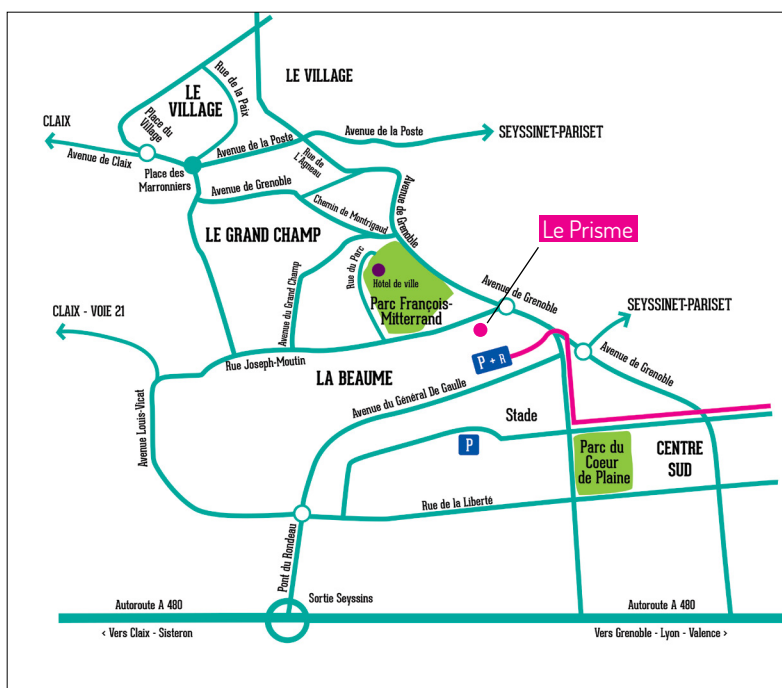 LE VILLAGE
Rue de la Paix
LE
VILLAGE
Place du
Village
CLAIX
Avenue de Claix
Avenue de la Poste
Avenue de la Poste
SEYSSINET-PARISET
Place des
Marronniers
Rue de
L'Agneau
Avenue de Grenoble
Avenue de Grenoble
Chemin de Montrigaud
LE GRAND CHAMP
Le Prisme
Rue du Parc
Hôtel de ville
Parc François-
Mitterrand
Avenue du Grand Champ
Avenue de Grenoble
SEYSSINET-PARISET
CLAIX - VOIE 21
Rue Joseph-Moutin
P + R
Avenue de Grenoble
LA BEAUME
Avenue du Général De Gaulle
Avenue Louis-Vicat
Stade
P
Parc du
Coeur
de Plaine
CENTRE
SUD
Rue de la Liberté
Pont du Rondeau
Sortie Seyssins
Autoroute A 480
Autoroute A 480
< Vers Claix - Sisteron
Vers Grenoble - Lyon - Valence >